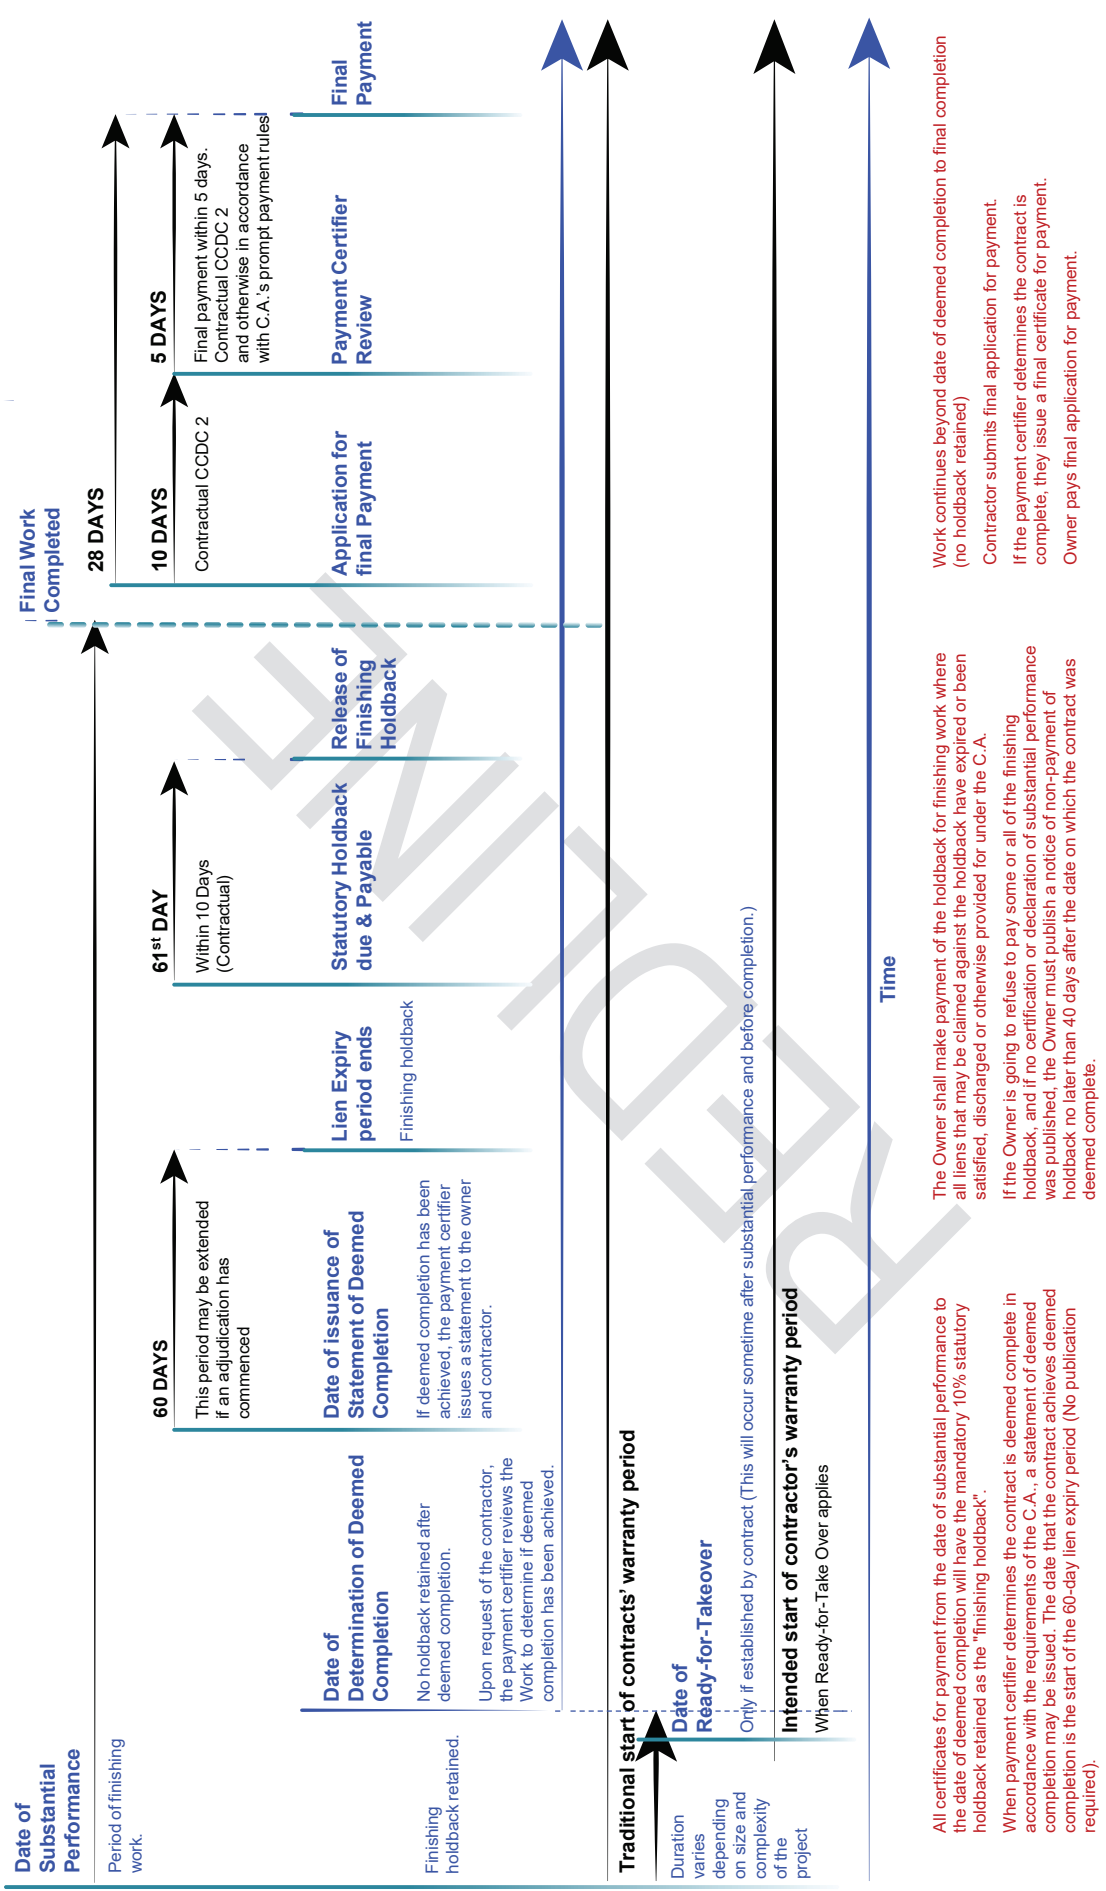 Date of
Substantial
Performance
Final Work
Completed
Period of finishing
work.
28 DAYS
60 DAYS
This period may be extended
if an adjudication has
commenced
61st DAY
Within 10 Days
(Contractual)
10 DAYS
Contractual CCDC 2
5 DAYS
Final payment within 5 days.
Contractual CCDC 2
and otherwise in accordance
with C.A.'s prompt payment rules
Date of
Determination of Deemed
Completion
No holdback retained after
deemed completion.
Upon request of the contractor,
the payment certifier reviews the
Work to determine if deemed
completion has been achieved.
Date of issuance of
Statement of Deemed
Completion
If deemed completion has been
achieved, the payment certifier
issues a statement to the owner
and contractor.
Lien Expiry
period ends
Finishing holdback
Statutory Holdback
due & Payable
Release of
Finishing
Holdback
Application for
final Payment
Payment Certifier
Review
Final
Payment
Finishing
holdback retained.
Traditional start of contracts' warranty period
Duration
varies
depending
on size and
complexity
of the
project
Date of
Ready-for-Takeover
Only if established by contract (This will occur sometime after substantial performance and before completion.)
Intended start of contractor's warranty period
When Ready-for-Take Over applies
Time
REDLINE
All certificates for payment from the date of substantial performance to
the date of deemed completion will have the mandatory 10% statutory
holdback retained as the "finishing holdback".
When payment certifier determines the contract is deemed complete in
accordance with the requirements of the C.A., a statement of deemed
completion may be issued. The date that the contract achieves deemed
completion is the start of the 60-day lien expiry period (No publication
required).
The Owner shall make payment of the holdback for finishing work where
all liens that may be claimed against the holdback have expired or been
satisfied, discharged or otherwise provided for under the C.A.
If the Owner is going to refuse to pay some or all of the finishing
holdback, and if no certification or declaration of substantial performance
was published, the Owner must publish a notice of non-payment of
holdback no later than 40 days after the date on which the contract was
deemed complete.
Work continues beyond date of deemed completion to final completion
(no holdback retained)
Contractor submits final application for payment.
If the payment certifier determines the contract is
complete, they issue a final certificate for payment.
Owner pays final application for payment.